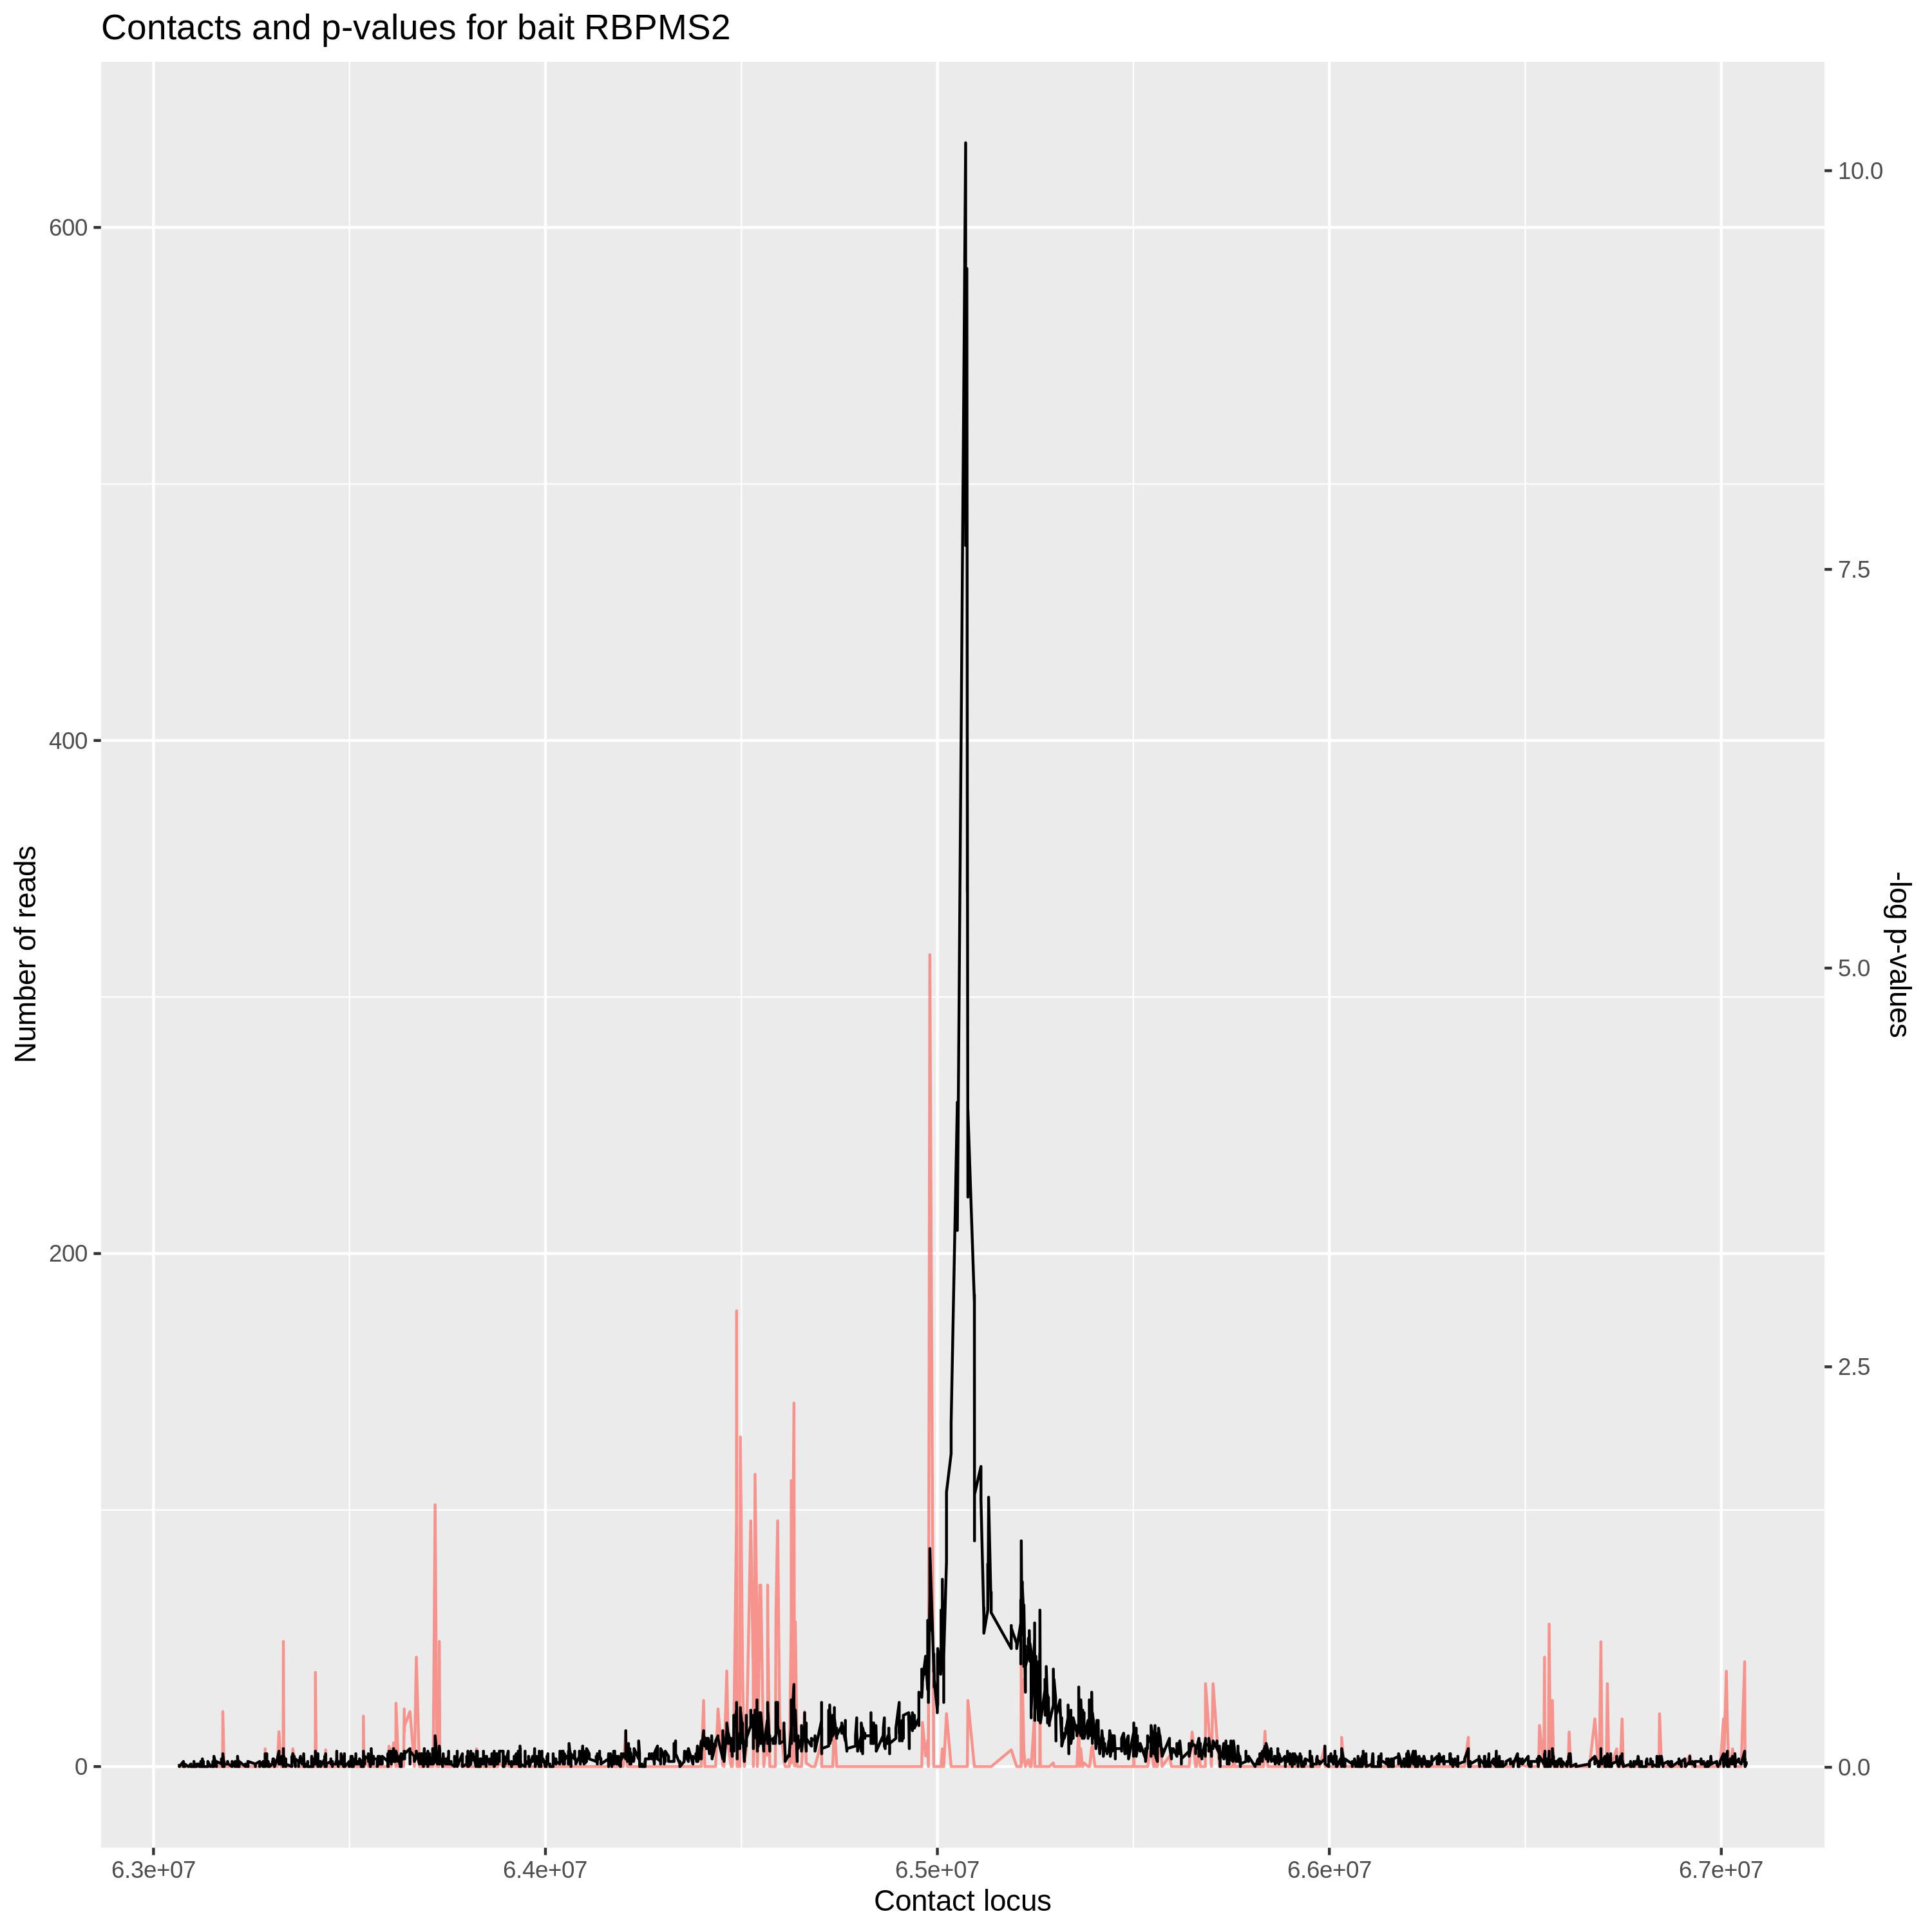 Contacts and p-values for bait RBPMS2
600
400
200
0
10.0
7.5
5.0
2.5
0.0
Number of reads
-log p-values
6.3e+07 6.4e+07 6.5e+07 6.6e+07 6.7e+07
Contact locus